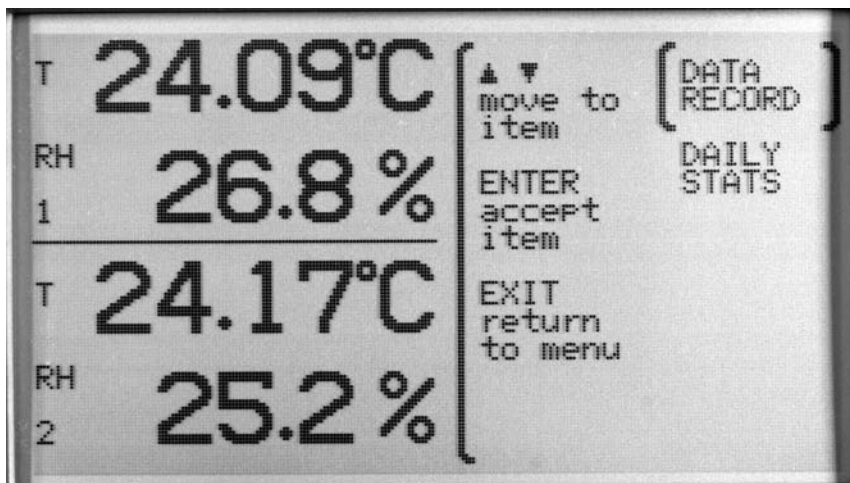 T 24.09°C
RH 26.8 %
1
T 24.17°C
RH 25.2 %
2
▲ ▼
move to
item
ENTER
accept
item
EXIT
return
to menu
DATA
RECORD
DAILY
STATS